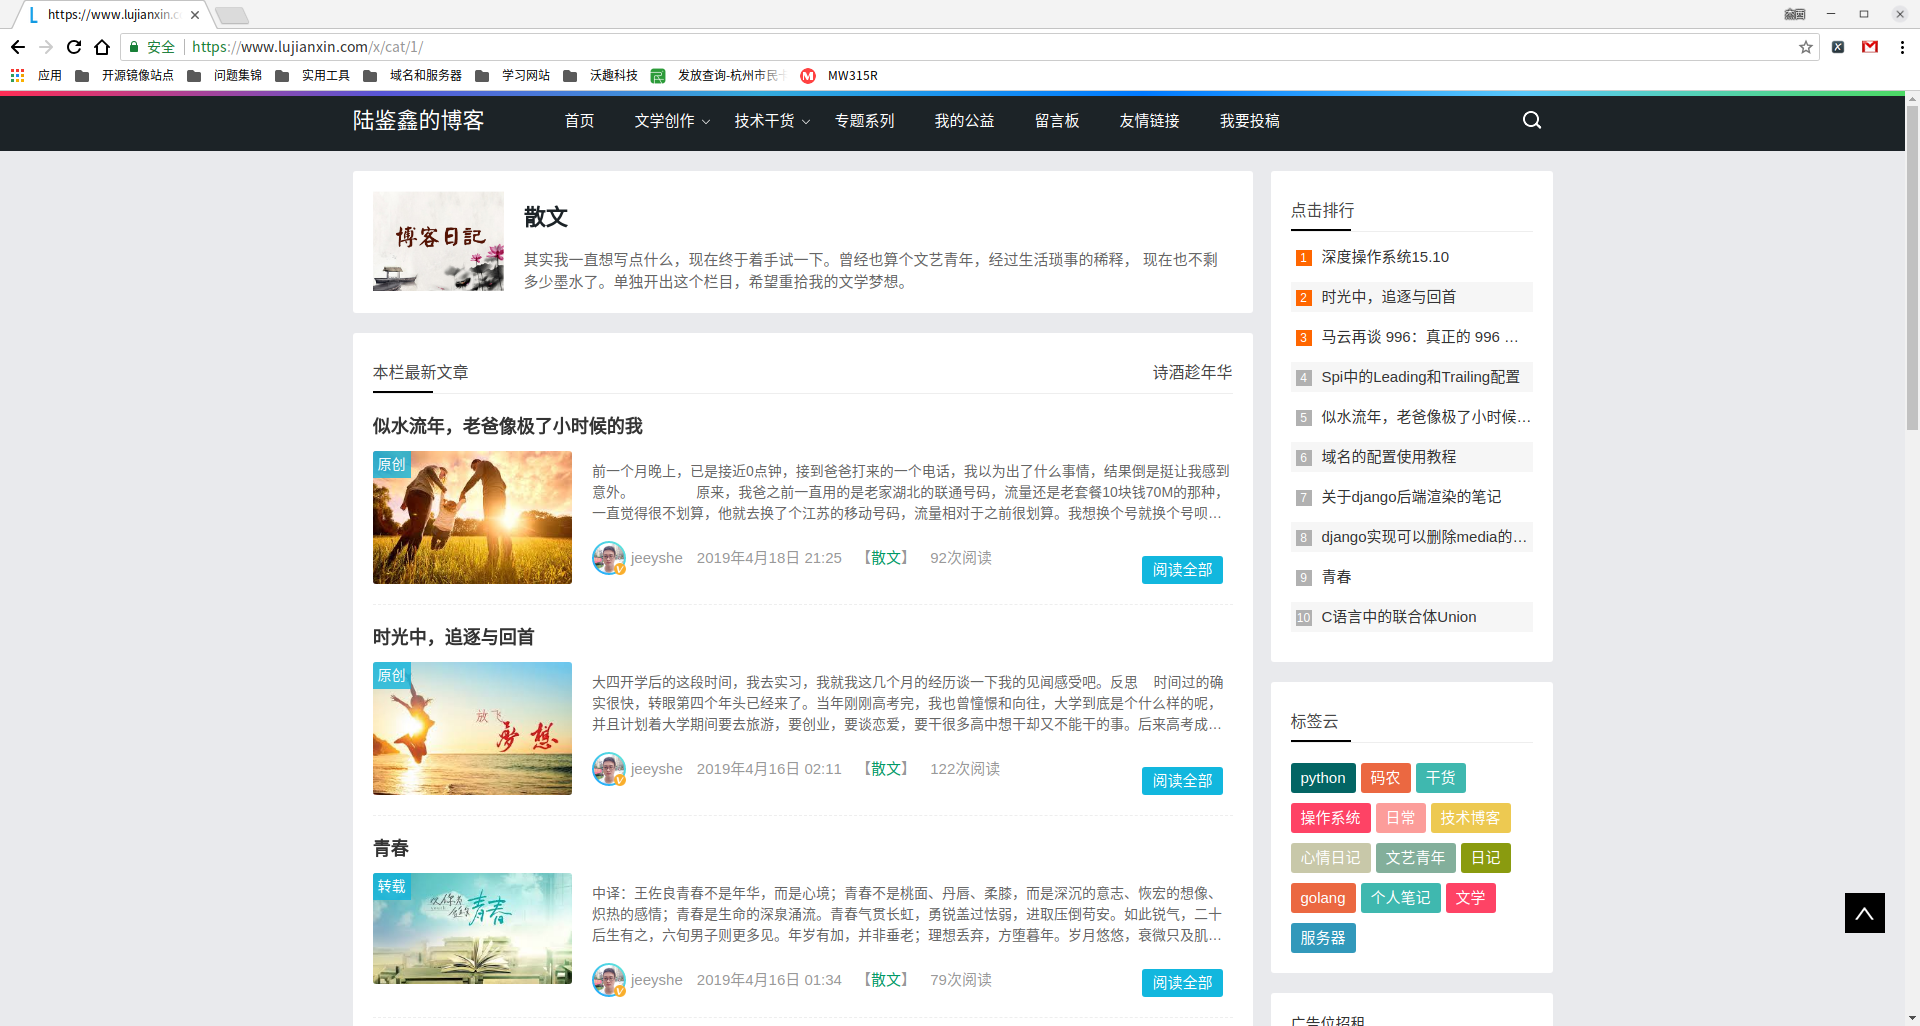 https://www.lujianxin.c
安全 https://www.lujianxin.com/x/cat/1/
应用 开源镜像站点 问题集锦 实用工具 域名和服务器 学习网站 沃趣科技 发放查询-杭州市民卡 MW315R
陆鉴鑫的博客 首页 文学创作 技术干货 专题系列 我的公益 留言板 友情链接 我要投稿
博客日記
散文
其实我一直想写点什么，现在终于着手试一下。曾经也算个文艺青年，经过生活琐事的稀释， 现在也不剩
多少墨水了。单独开出这个栏目，希望重拾我的文学梦想。
本栏最新文章 诗酒趁年华
似水流年，老爸像极了小时候的我
原创
前一个月晚上，已是接近0点钟，接到爸爸打来的一个电话，我以为出了什么事情，结果倒是挺让我感到
意外。 原来，我爸之前一直用的是老家湖北的联通号码，流量还是老套餐10块钱70M的那种，
一直觉得很不划算，他就去换了个江苏的移动号码，流量相对于之前很划算。我想换个号就换个号呗…
jeeyshe 2019年4月18日 21:25 【散文】 92次阅读 阅读全部
时光中，追逐与回首
原创
放飞
夢想
大四开学后的这段时间，我去实习，我就我这几个月的经历谈一下我的见闻感受吧。反思 时间过的确
实很快，转眼第四个年头已经来了。当年刚刚高考完，我也曾憧憬和向往，大学到底是个什么样的呢，
并且计划着大学期间要去旅游，要创业，要谈恋爱，要干很多高中想干却又不能干的事。后来高考成…
jeeyshe 2019年4月16日 02:11 【散文】 122次阅读 阅读全部
青春
转载
青春
中译：王佐良青春不是年华，而是心境；青春不是桃面、丹唇、柔膝，而是深沉的意志、恢宏的想像、
炽热的感情；青春是生命的深泉涌流。青春气贯长虹，勇锐盖过怯弱，进取压倒苟安。如此锐气，二十
后生有之，六旬男子则更多见。年岁有加，并非垂老；理想丢弃，方堕暮年。岁月悠悠，衰微只及肌…
jeeyshe 2019年4月16日 01:34 【散文】 79次阅读 阅读全部
点击排行
1 深度操作系统15.10
2 时光中，追逐与回首
3 马云再谈 996：真正的 996 …
4 Spi中的Leading和Trailing配置
5 似水流年，老爸像极了小时候…
6 域名的配置使用教程
7 关于django后端渲染的笔记
8 django实现可以删除media的…
9 青春
10 C语言中的联合体Union
标签云
python 码农 干货
操作系统 日常 技术博客
心情日记 文艺青年 日记
golang 个人笔记 文学
服务器
广告位招租